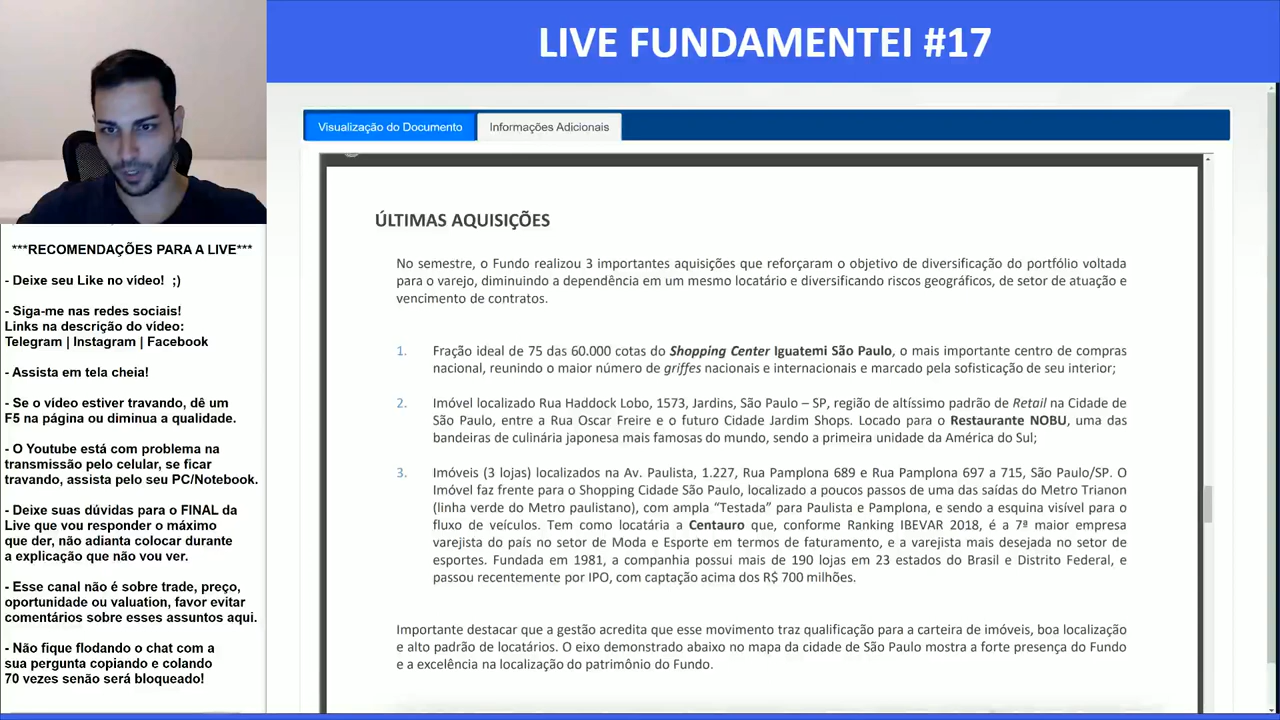 LIVE FUNDAMENTEI #17
Visualização do Documento
Informações Adicionais
***RECOMENDAÇÕES PARA A LIVE***
- Deixe seu Like no vídeo!  ;)
- Siga-me nas redes sociais!
Links na descrição do vídeo:
Telegram | Instagram | Facebook
- Assista em tela cheia!
- Se o vídeo estiver travando, dê um
F5 na página ou diminua a qualidade.
- O Youtube está com problema na
transmissão pelo celular, se ficar
travando, assista pelo seu PC/Notebook.
- Deixe suas dúvidas para o FINAL da
Live que vou responder o máximo
que der, não adianta colocar durante
a explicação que não vou ver.
- Esse canal não é sobre trade, preço,
oportunidade ou valuation, favor evitar
comentários sobre esses assuntos aqui.
- Não fique flodando o chat com a
sua pergunta copiando e colando
70 vezes senão será bloqueado!
ÚLTIMAS AQUISIÇÕES
No semestre, o Fundo realizou 3 importantes aquisições que reforçaram o objetivo de diversificação do portfólio voltada
para o varejo, diminuindo a dependência em um mesmo locatário e diversificando riscos geográficos, de setor de atuação e
vencimento de contratos.
1. Fração ideal de 75 das 60.000 cotas do Shopping Center Iguatemi São Paulo, o mais importante centro de compras
nacional, reunindo o maior número de griffes nacionais e internacionais e marcado pela sofisticação de seu interior;
2. Imóvel localizado Rua Haddock Lobo, 1573, Jardins, São Paulo – SP, região de altíssimo padrão de Retail na Cidade de
São Paulo, entre a Rua Oscar Freire e o futuro Cidade Jardim Shops. Locado para o Restaurante NOBU, uma das
bandeiras de culinária japonesa mais famosas do mundo, sendo a primeira unidade da América do Sul;
3. Imóveis (3 lojas) localizados na Av. Paulista, 1.227, Rua Pamplona 689 e Rua Pamplona 697 a 715, São Paulo/SP. O
Imóvel faz frente para o Shopping Cidade São Paulo, localizado a poucos passos de uma das saídas do Metro Trianon
(linha verde do Metro paulistano), com ampla “Testada” para Paulista e Pamplona, e sendo a esquina visível para o
fluxo de veículos. Tem como locatária a Centauro que, conforme Ranking IBEVAR 2018, é a 7ª maior empresa
varejista do país no setor de Moda e Esporte em termos de faturamento, e a varejista mais desejada no setor de
esportes. Fundada em 1981, a companhia possui mais de 190 lojas em 23 estados do Brasil e Distrito Federal, e
passou recentemente por IPO, com captação acima dos R$ 700 milhões.
Importante destacar que a gestão acredita que esse movimento traz qualificação para a carteira de imóveis, boa localização
e alto padrão de locatários. O eixo demonstrado abaixo no mapa da cidade de São Paulo mostra a forte presença do Fundo
e a excelência na localização do patrimônio do Fundo.